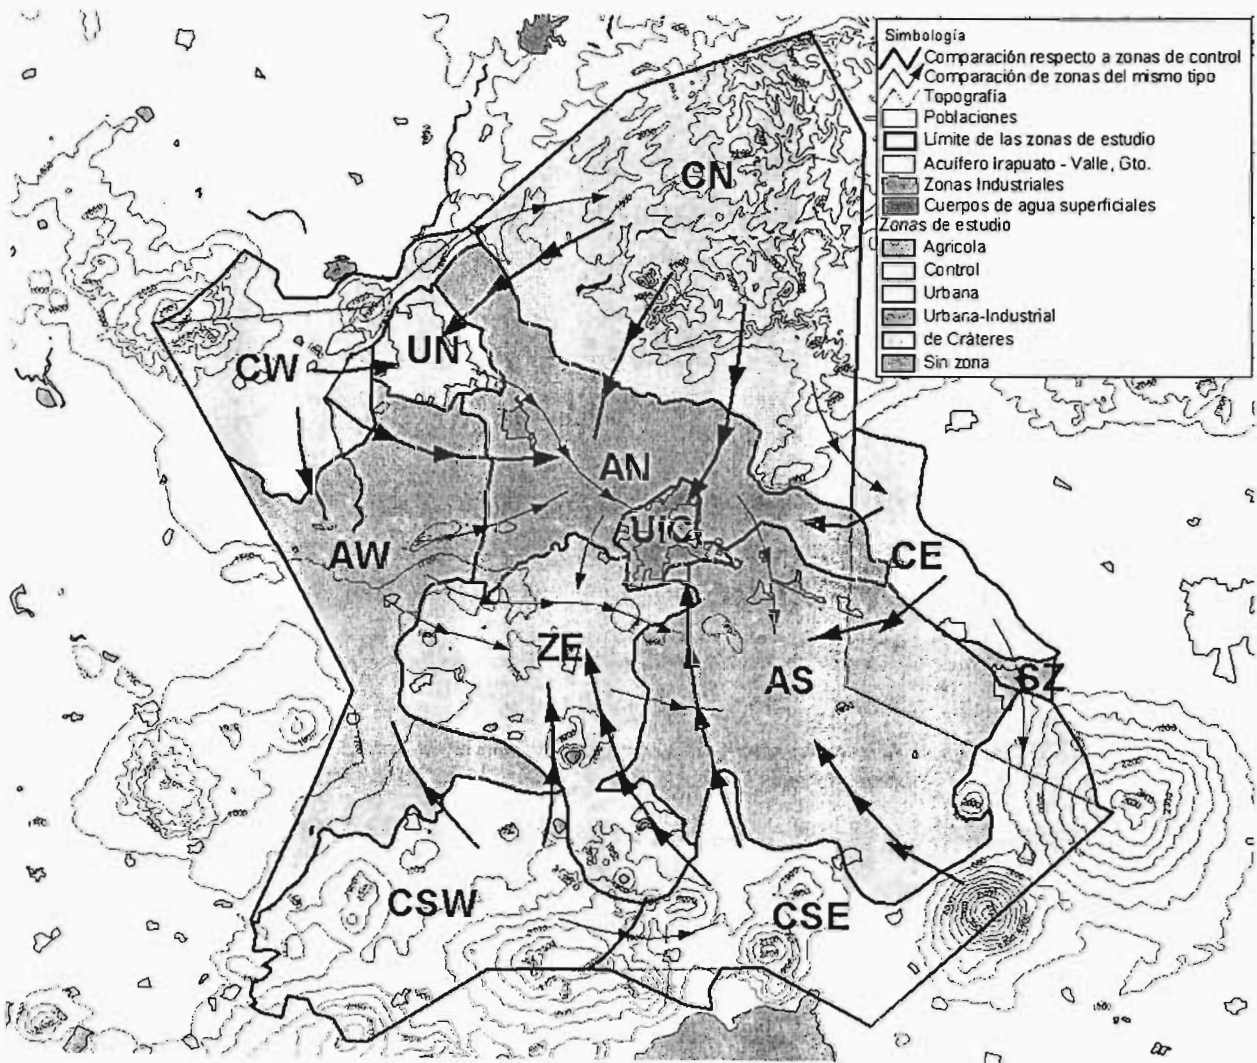 Simbología
Comparación respecto a zonas de control
Comparación de zonas del mismo tipo
Topografía
Poblaciones
Límite de las zonas de estudio
Acuífero Irapuato - Valle, Gto.
Zonas Industriales
Cuerpos de agua superficiales
Zonas de estudio
Agrícola
Control
Urbana
Urbana-Industrial
de Cráteres
Sin zona
CN
UN
CW
AN
UIC
AW
CE
ZE
AS
SZ
CSW
CSE